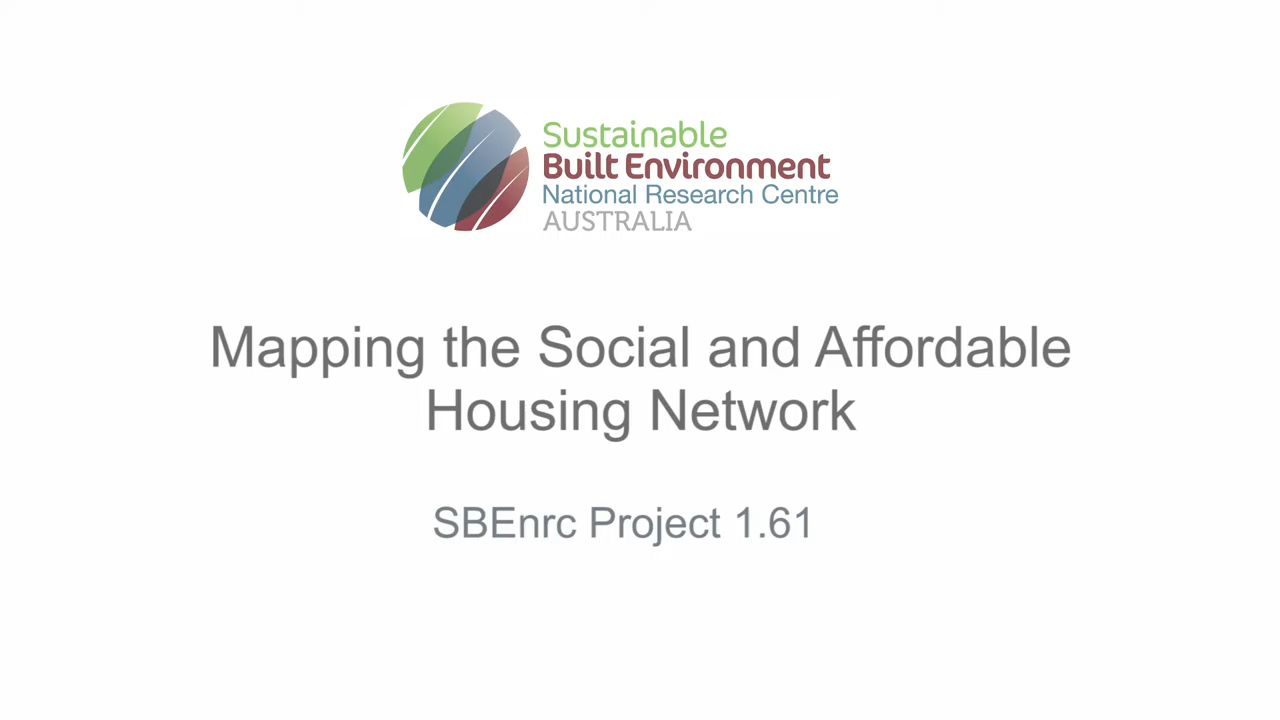 Sustainable
Built Environment
National Research Centre
AUSTRALIA
Mapping the Social and Affordable
Housing Network
SBEnrc Project 1.61